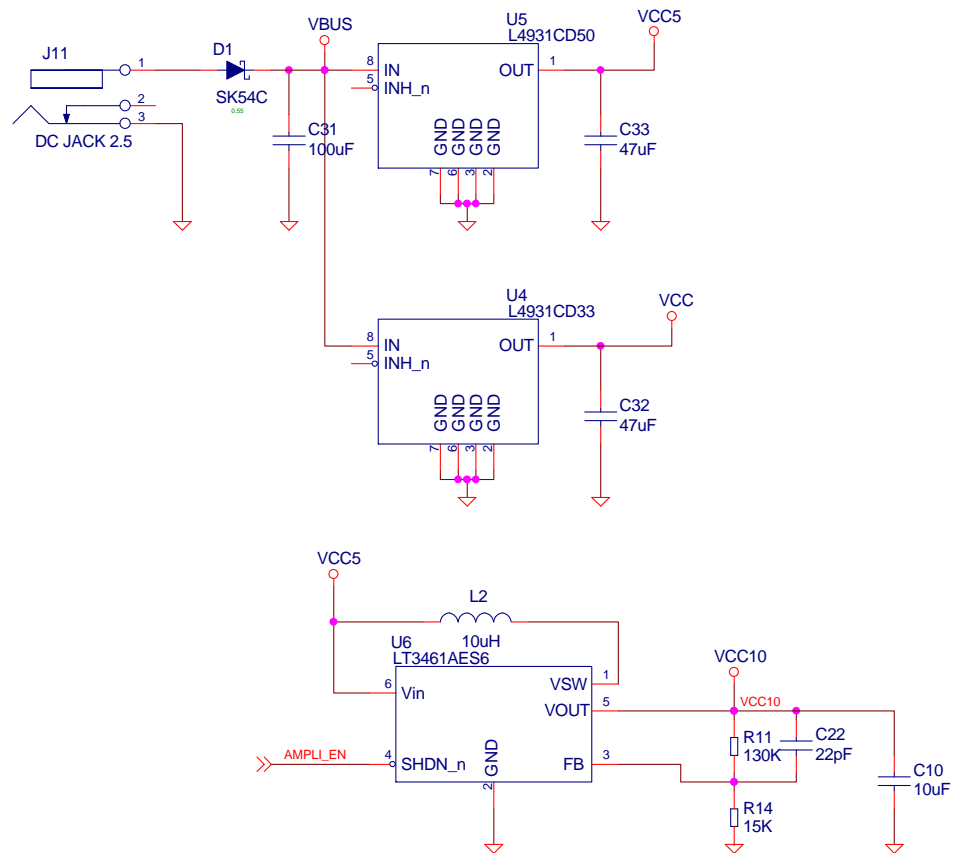 VBUS
U5
L4931CD50
VCC5
J11
D1
1
8
IN
OUT
1
5
INH_n
2
SK54C
0.55
3
DC JACK 2.5
C31
100uF
GND
GND
GND
GND
C33
47uF
7
6
3
2
U4
L4931CD33
VCC
8
IN
OUT
1
5
INH_n
GND
GND
GND
GND
C32
47uF
7
6
3
2
VCC5
L2
10uH
U6
LT3461AES6
VCC10
VSW
1
6
Vin
VOUT
5
VCC10
AMPLI_EN
4
SHDN_n
GND
FB
3
R11
130K
C22
22pF
C10
10uF
2
R14
15K